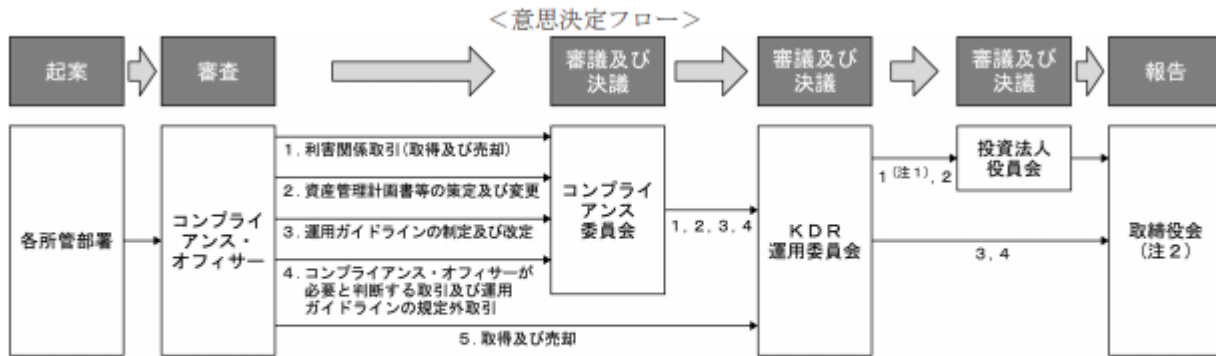 ＜意思決定フロー＞
起案
審査
審議及び
決議
審議及び
決議
審議及び
決議
報告
各所管部署
コンプライ
アンス・
オフィサー
１．利害関係取引（取得及び売却）
２．資産管理計画書等の策定及び変更
３．運用ガイドラインの制定及び改定
４．コンプライアンス・オフィサーが
必要と判断する取引及び運用
ガイドラインの規定外取引
５．取得及び売却
コンプライ
アンス
委員会
１，２，３，４
ＫＤＲ
運用委員会
１（注１），２
３，４
投資法人
役員会
取締役会
（注２）